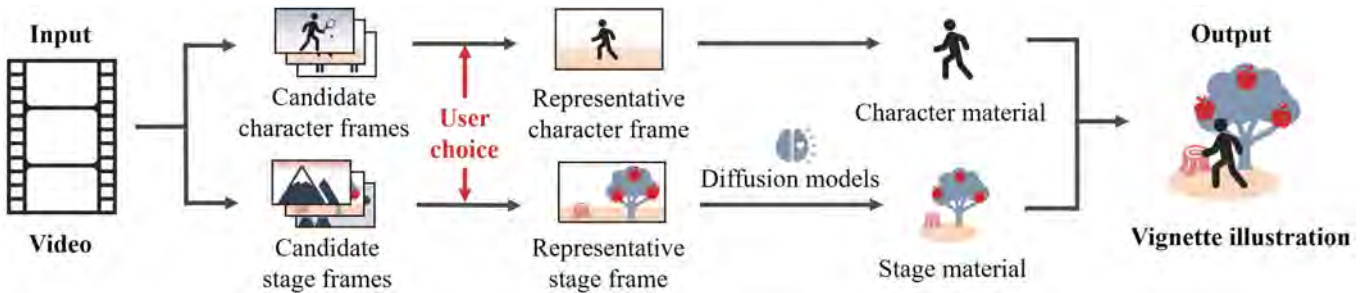 Input
Video
Candidate
character frames
User
choice
Candidate
stage frames
Representative
character frame
Representative
stage frame
Diffusion models
Character material
Stage material
Output
Vignette illustration